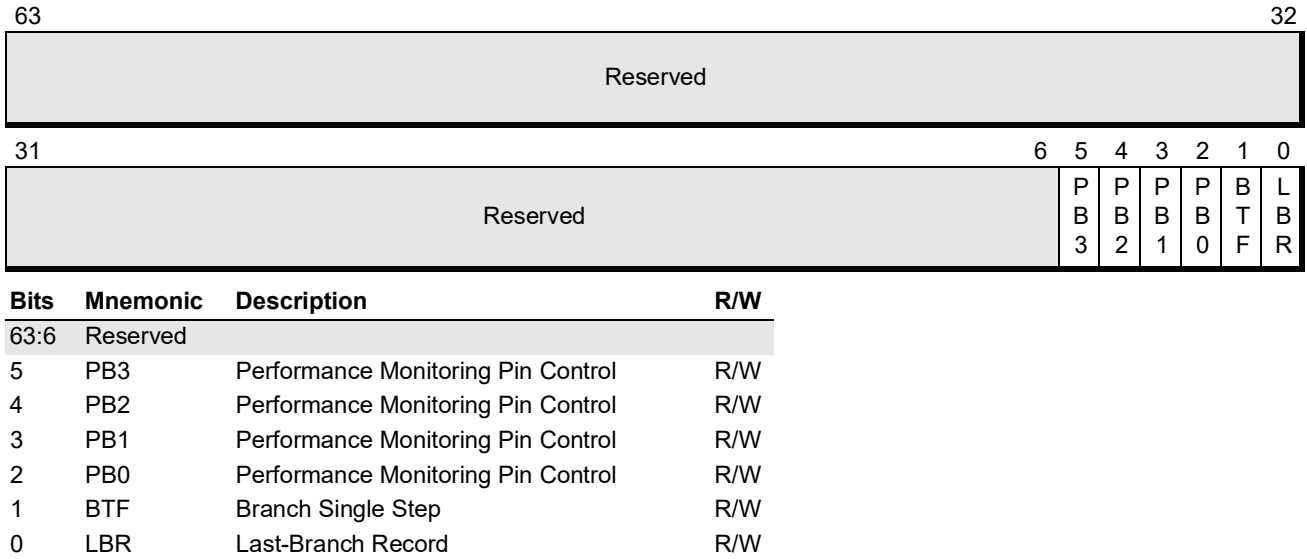 63 32
Reserved
31 6 5 4 3 2 1 0
Reserved
P P P P B L
B B B B T B
3 2 1 0 F R
Bits Mnemonic Description R/W
63:6 Reserved
5 PB3 Performance Monitoring Pin Control R/W
4 PB2 Performance Monitoring Pin Control R/W
3 PB1 Performance Monitoring Pin Control R/W
2 PB0 Performance Monitoring Pin Control R/W
1 BTF Branch Single Step R/W
0 LBR Last-Branch Record R/W